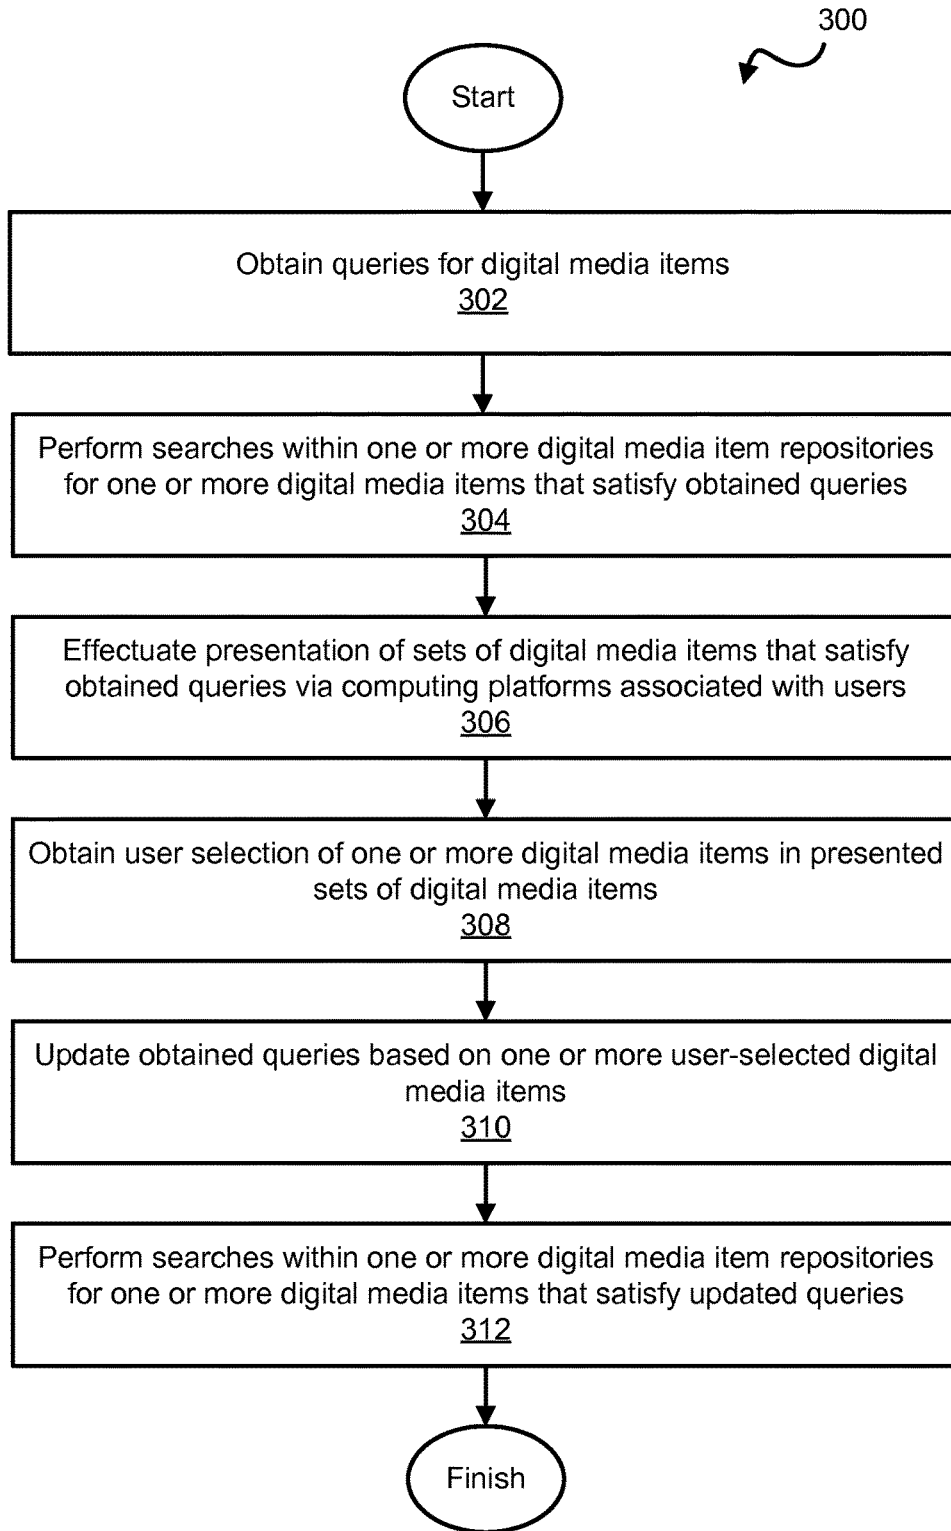 300
Start
Obtain queries for digital media items
302
Perform searches within one or more digital media item repositories
for one or more digital media items that satisfy obtained queries
304
Effectuate presentation of sets of digital media items that satisfy
obtained queries via computing platforms associated with users
306
Obtain user selection of one or more digital media items in presented
sets of digital media items
308
Update obtained queries based on one or more user-selected digital
media items
310
Perform searches within one or more digital media item repositories
for one or more digital media items that satisfy updated queries
312
Finish